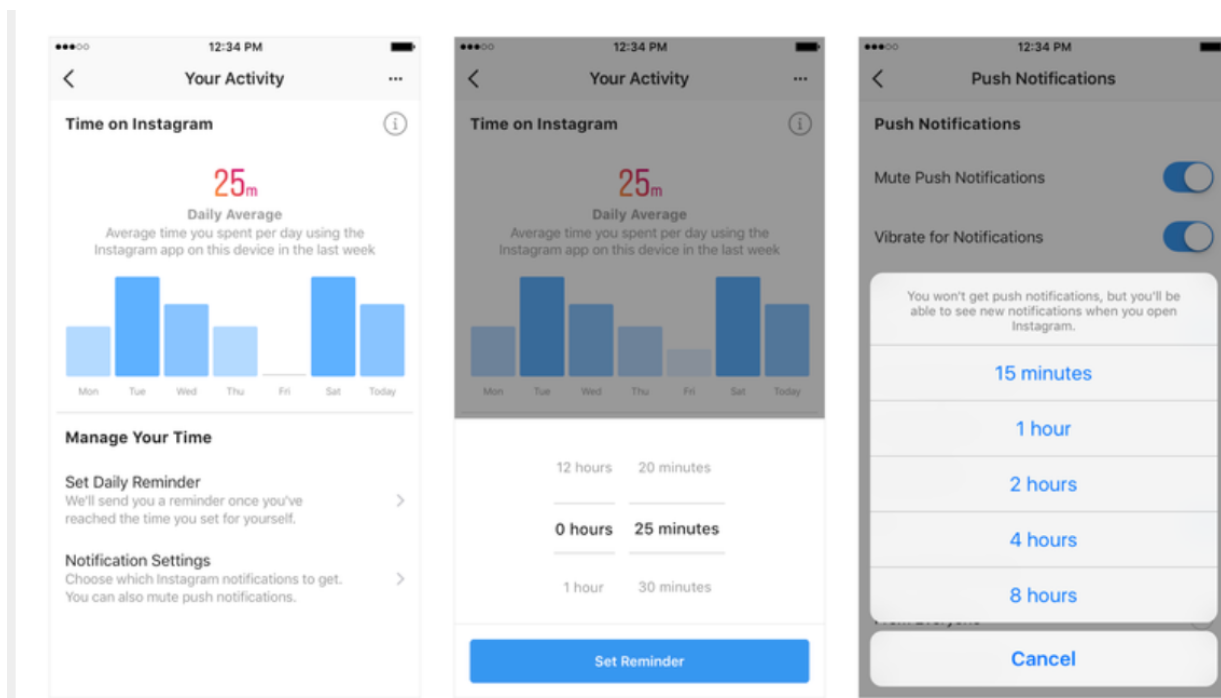 12:34 PM
Your Activity
Time on Instagram
25m
Daily Average
Average time you spent per day using the
Instagram app on this device in the last week
Mon Tue Wed Thu Fri Sat Today
Manage Your Time
Set Daily Reminder
We'll send you a reminder once you've
reached the time you set for yourself.
Notification Settings
Choose which Instagram notifications to get.
You can also mute push notifications.
12:34 PM
Your Activity
Time on Instagram
25m
Daily Average
Average time you spent per day using the
Instagram app on this device in the last week
Mon Tue Wed Thu Fri Sat Today
12 hours 20 minutes
0 hours 25 minutes
1 hour 30 minutes
Set Reminder
12:34 PM
Push Notifications
Push Notifications
Mute Push Notifications
Vibrate for Notifications
You won't get push notifications, but you'll be
able to see new notifications when you open
Instagram.
15 minutes
1 hour
2 hours
4 hours
8 hours
Cancel